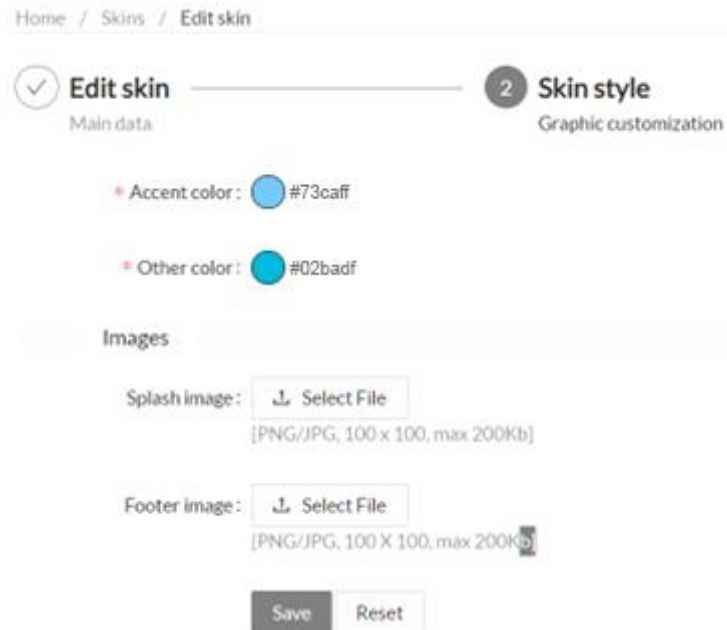 Home / Skins / Edit skin
Edit skin
Main data
2 Skin style
Graphic customization
* Accent color: #73caff
* Other color: #02badf
Images
Splash image: Select File
[PNG/JPG, 100 x 100, max 200Kb]
Footer image: Select File
[PNG/JPG, 100 X 100, max 200Kb]
Save Reset